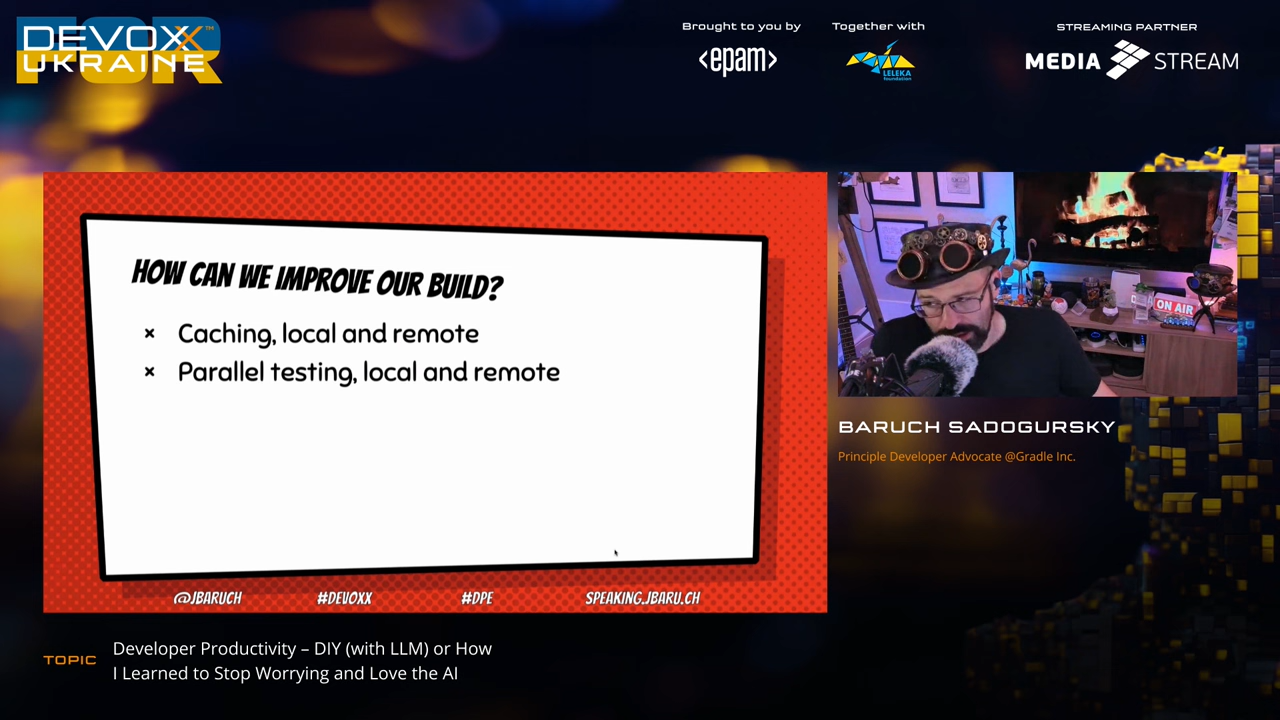 DEVOXX™
UKRAINE
FOR
Brought to you by
<epam>
Together with
LELEKA
foundation
STREAMING PARTNER
MEDIA STREAM
HOW CAN WE IMPROVE OUR BUILD?
× Caching, local and remote
× Parallel testing, local and remote
@JBARUCH #DEVOXX #DPE SPEAKING.JBARU.CH
ON AIR
BARUCH SADOGURSKY
Principle Developer Advocate @Gradle Inc.
TOPIC
Developer Productivity – DIY (with LLM) or How
I Learned to Stop Worrying and Love the AI